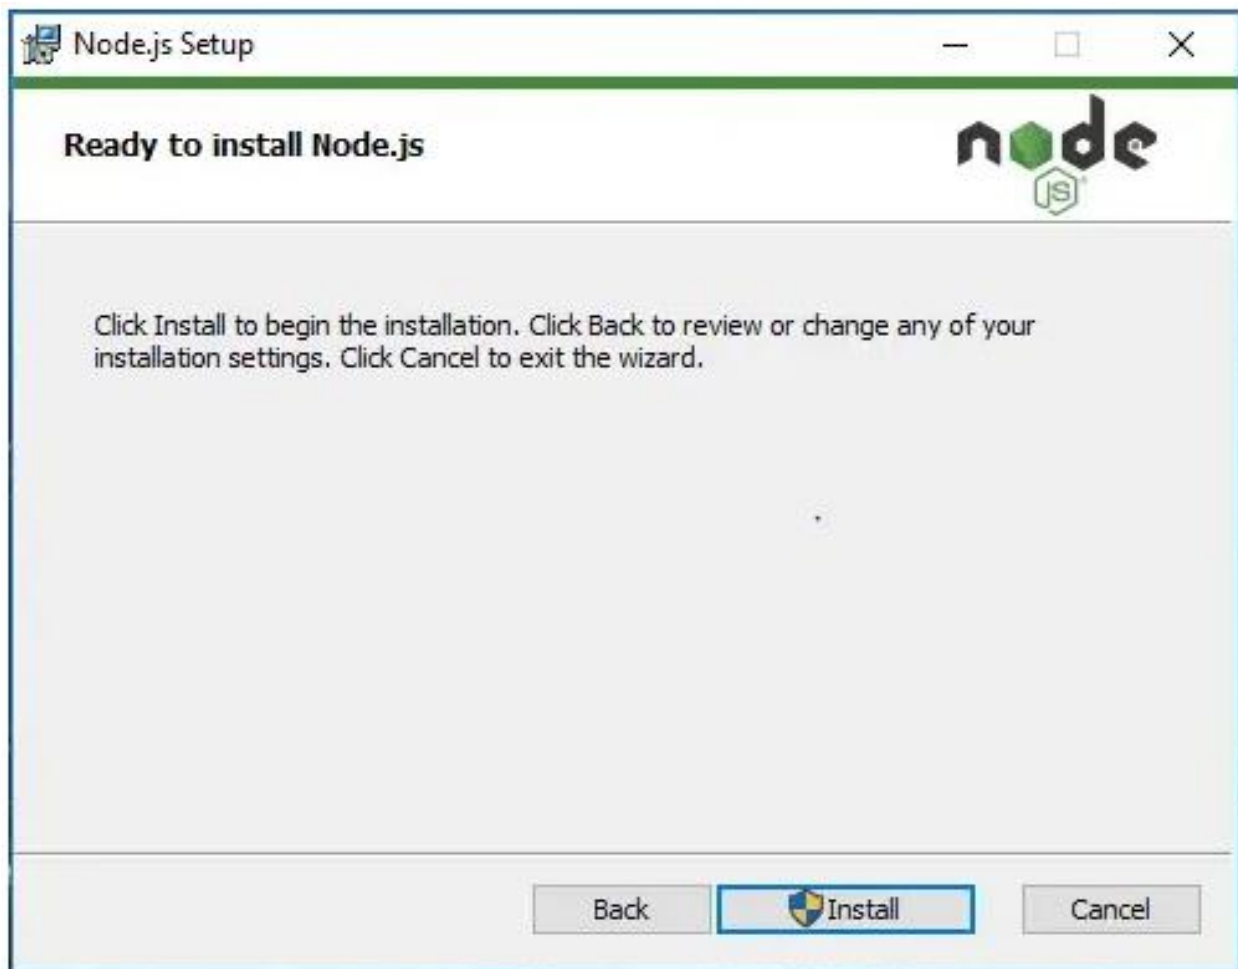 Node.js Setup
Ready to install Node.js
node
JS
Click Install to begin the installation. Click Back to review or change any of your
installation settings. Click Cancel to exit the wizard.
Back
Install
Cancel